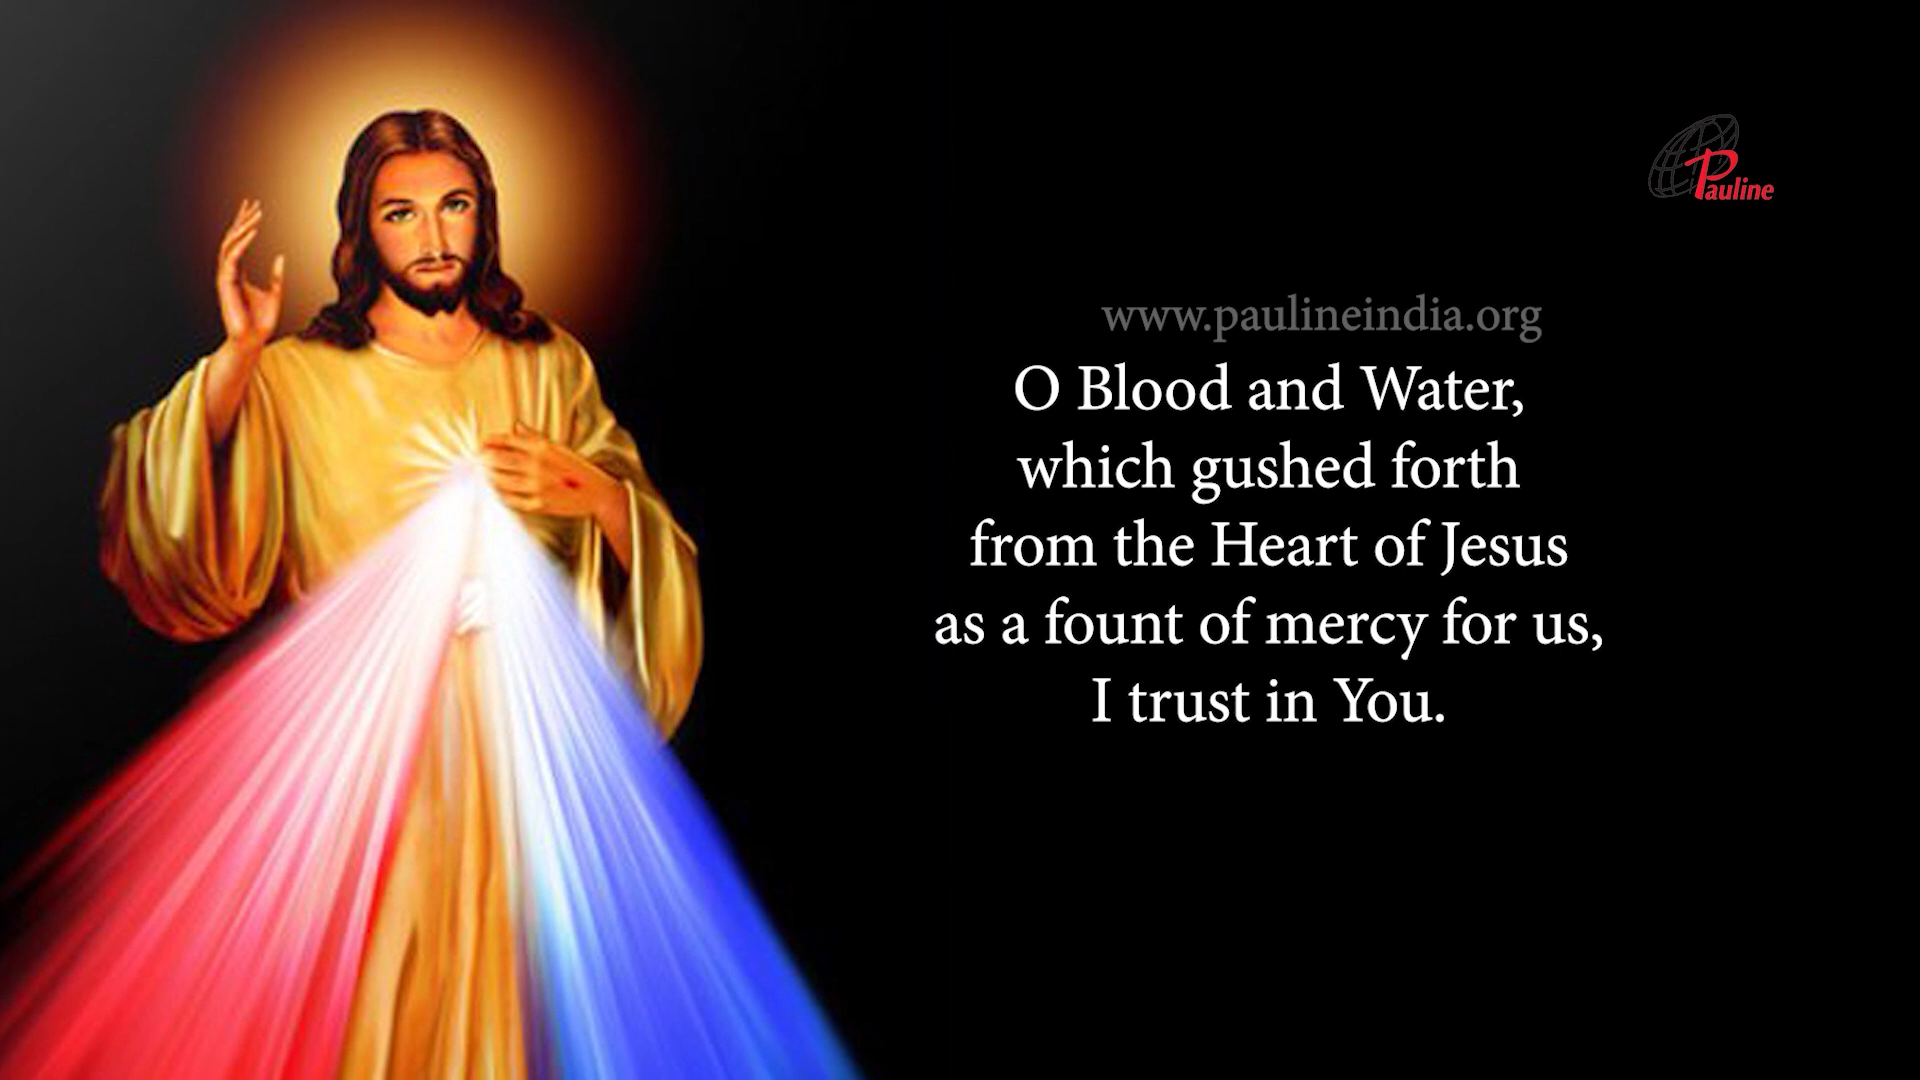 Pauline
www.paulineindia.org
O Blood and Water,
which gushed forth
from the Heart of Jesus
as a fount of mercy for us,
I trust in You.